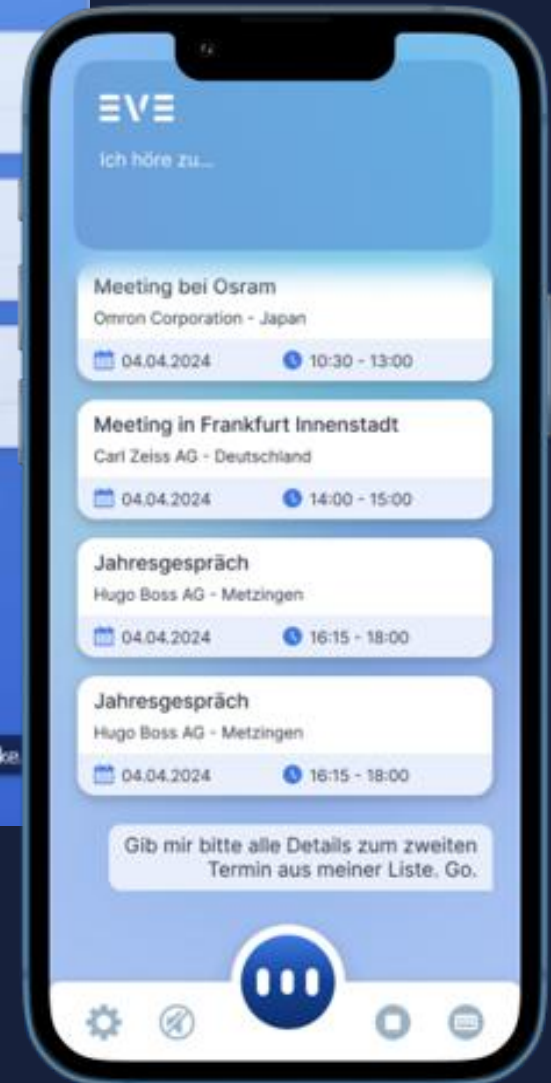 EVE
Ich höre zu...
Meeting bei Osram
Omron Corporation - Japan
04.04.2024 10:30 - 13:00
Meeting in Frankfurt Innenstadt
Carl Zeiss AG - Deutschland
04.04.2024 14:00 - 15:00
Jahresgespräch
Hugo Boss AG - Metzingen
04.04.2024 16:15 - 18:00
Jahresgespräch
Hugo Boss AG - Metzingen
04.04.2024 16:15 - 18:00
Gib mir bitte alle Details zum zweiten
Termin aus meiner Liste. Go.